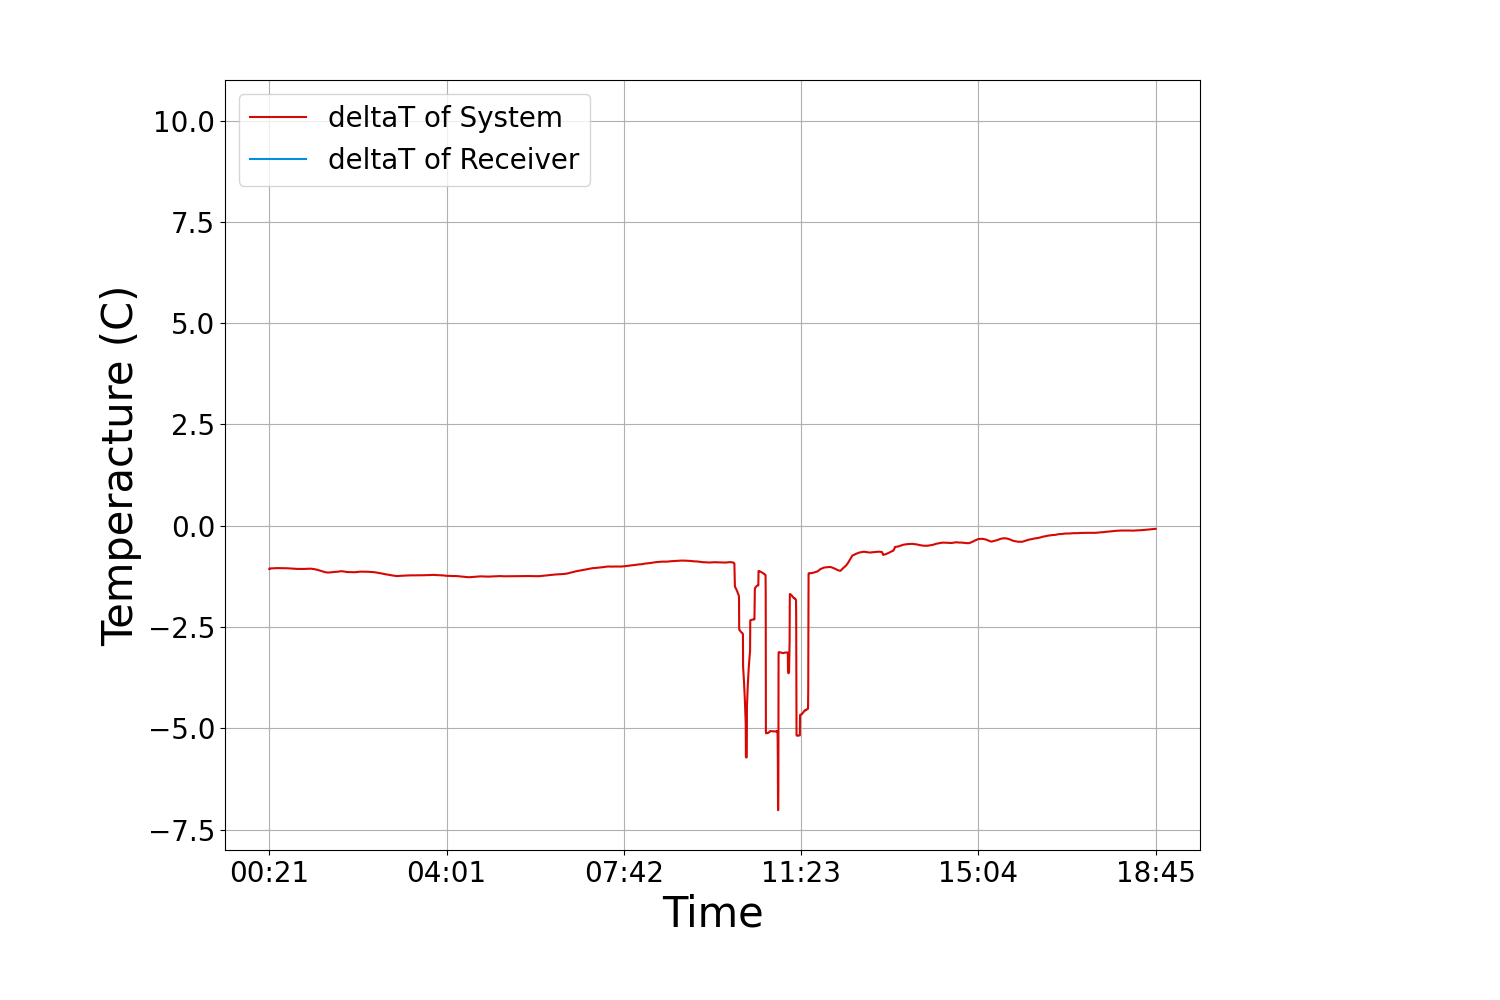 deltaT of System
deltaT of Receiver
10.0
7.5
5.0
2.5
0.0
−2.5
−5.0
−7.5
Temperacture (C)
00:21 04:01 07:42 11:23 15:04 18:45
Time